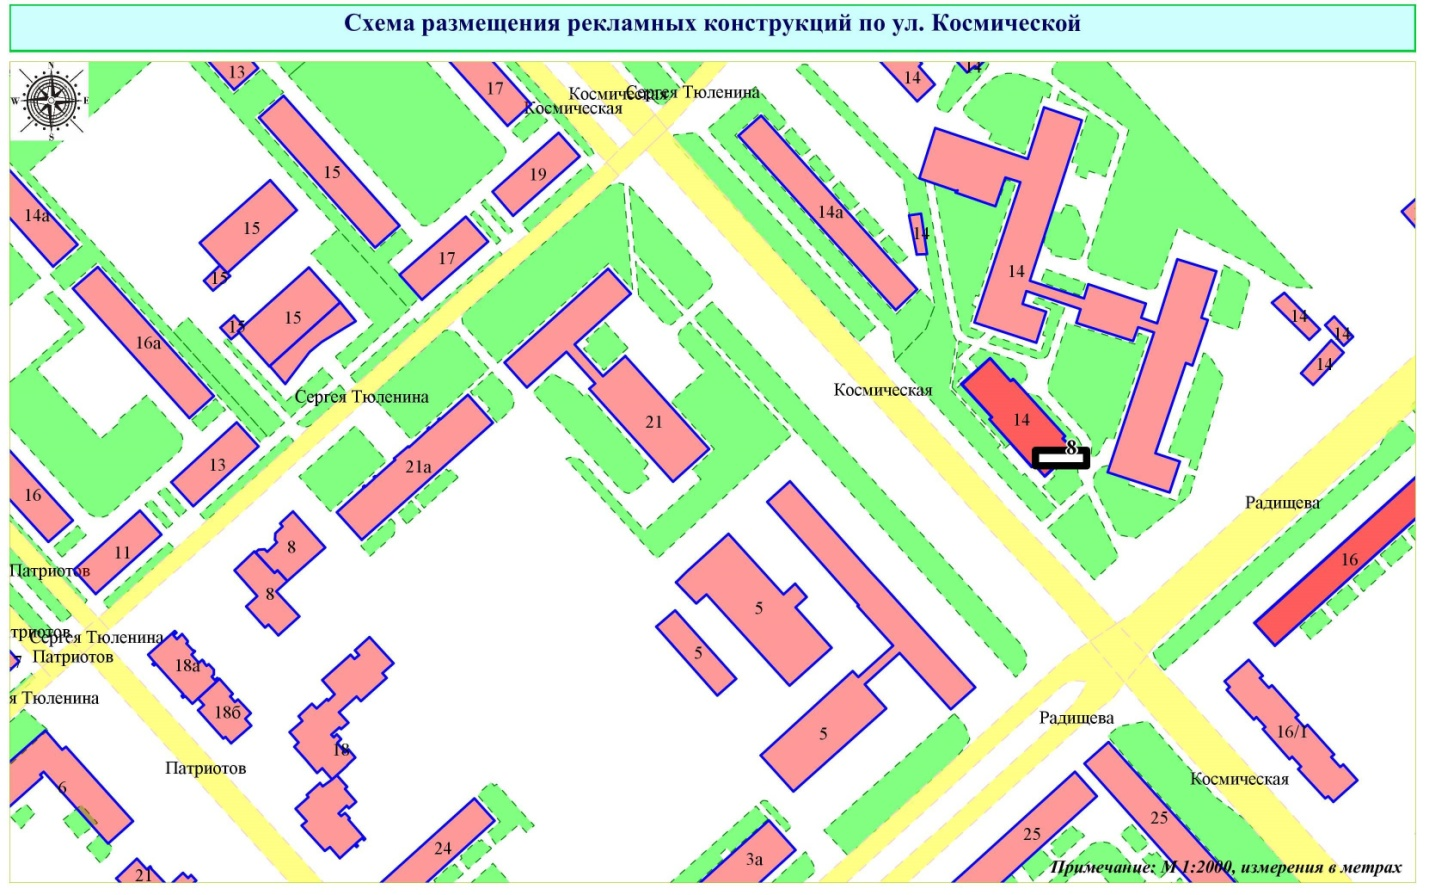 Схема размещения рекламных конструкций по ул. Космической
N
W
E
S
13
17
14
14
Космическая
Сергея Тюленина
Космическая
15
19
14а
15
14а
14
17
15
14
15
15
14
14
14
16а
Сергея Тюленина
Космическая
21
14
8
13
21а
16
Радищева
11
8
16
Патриотов
8
5
триотов
Сергея Тюленина
Патриотов
7
18а
5
я Тюленина
18б
Радищева
5
16/1
18
Патриотов
Космическая
6
25
25
24
3а
21
Примечание: М 1:2000, измерения в метрах